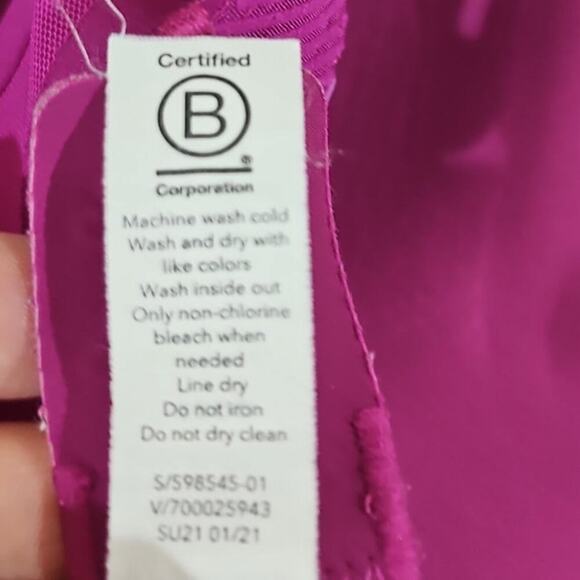 Certified
B
®
Corporation
Machine wash cold
Wash and dry with
like colors
Wash inside out
Only non-chlorine
bleach when
needed
Line dry
Do not iron
Do not dry clean
S/598545-01
V/700025943
SU21 01/21